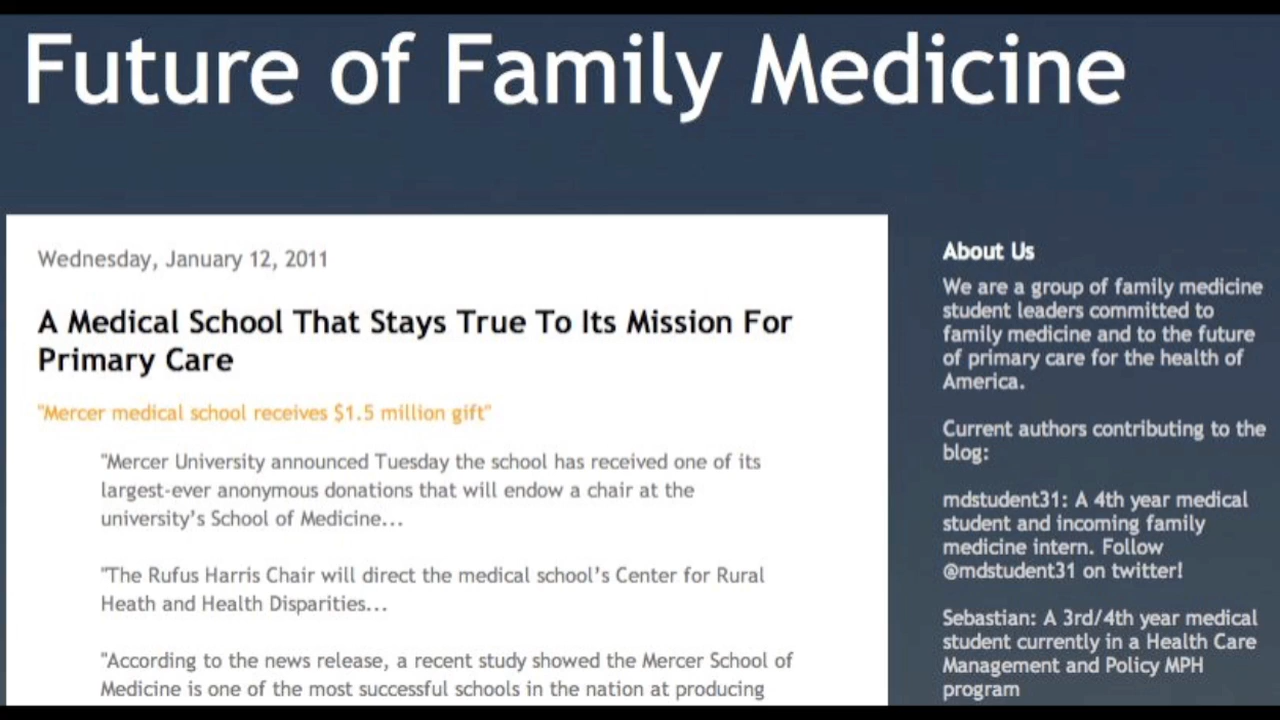 Future of Family Medicine
Wednesday, January 12, 2011
A Medical School That Stays True To Its Mission For
Primary Care
"Mercer medical school receives $1.5 million gift"
"Mercer University announced Tuesday the school has received one of its
largest-ever anonymous donations that will endow a chair at the
university's School of Medicine...
"The Rufus Harris Chair will direct the medical school's Center for Rural
Heath and Health Disparities...
"According to the news release, a recent study showed the Mercer School of
Medicine is one of the most successful schools in the nation at producing
About Us
We are a group of family medicine
student leaders committed to
family medicine and to the future
of primary care for the health of
America.
Current authors contributing to the
blog:
mdstudent31: A 4th year medical
student and incoming family
medicine intern. Follow
@mdstudent31 on twitter!
Sebastian: A 3rd/4th year medical
student currently in a Health Care
Management and Policy MPH
program